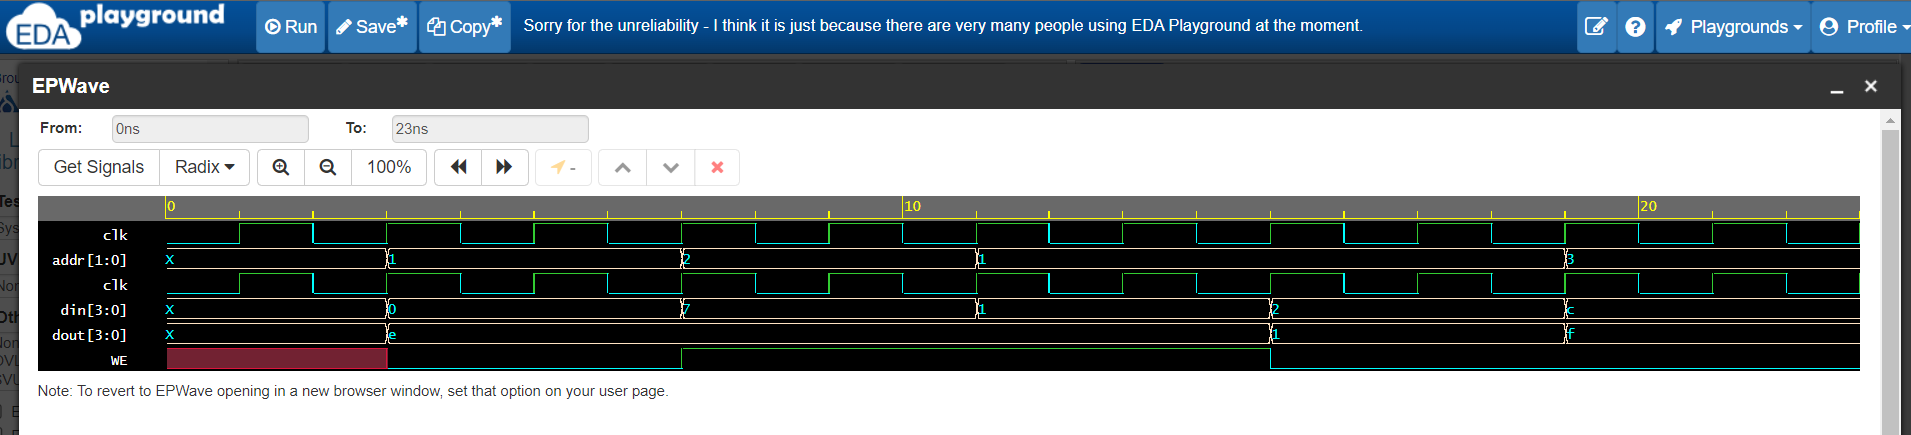 EDA playground
Run
Save*
Copy*
Sorry for the unreliability - I think it is just because there are very many people using EDA Playground at the moment.
Playgrounds
Profile
EPWave
From: 0ns To: 23ns
Get Signals Radix 100% -
0 10 20
clk
addr[1:0] X 1 2 1 3
clk
din[3:0] X 0 7 1 2 c
dout[3:0] X e 1 f
WE
Note: To revert to EPWave opening in a new browser window, set that option on your user page.